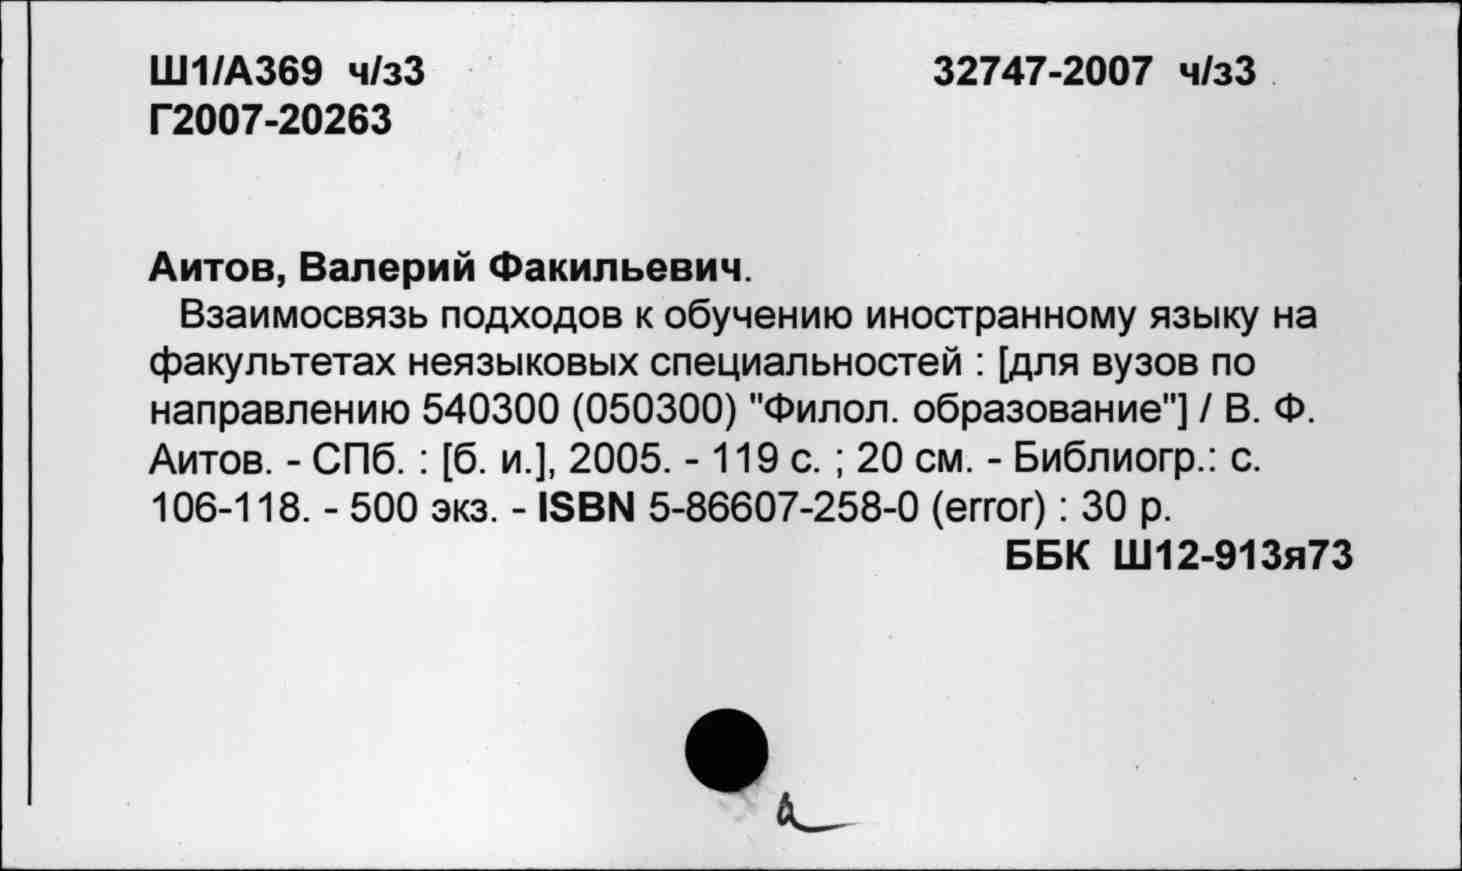 Ш1/А369 ч/з3
32747-2007 ч/з3
Г2007-20263
Аитов, Валерий Факильевич.
Взаимосвязь подходов к обучению иностранному языку на
факультетах неязыковых специальностей : [для вузов по
направлению 540300 (050300) "Филол. образование"] / В. Ф.
Аитов. - СПб. : [б. и.], 2005. - 119 с. ; 20 см. - Библиогр.: с.
106-118. - 500 экз. - ISBN 5-86607-258-0 (error) : 30 р.
ББК Ш12-913я73
а